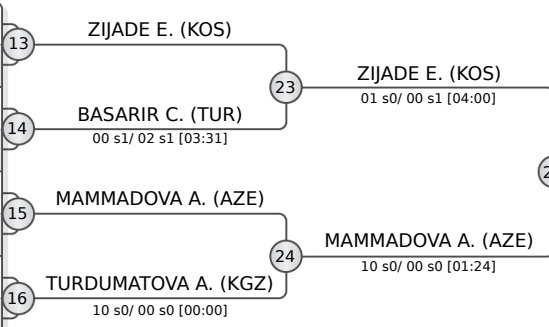 ZIJADE E. (KOS)
13
23
ZIJADE E. (KOS)
01 s0/ 00 s1 [04:00]
BASARIR C. (TUR)
14
00 s1/ 02 s1 [03:31]
MAMMADOVA A. (AZE)
15
24
MAMMADOVA A. (AZE)
10 s0/ 00 s0 [01:24]
TURDUMATOVA A. (KGZ)
16
10 s0/ 00 s0 [00:00]